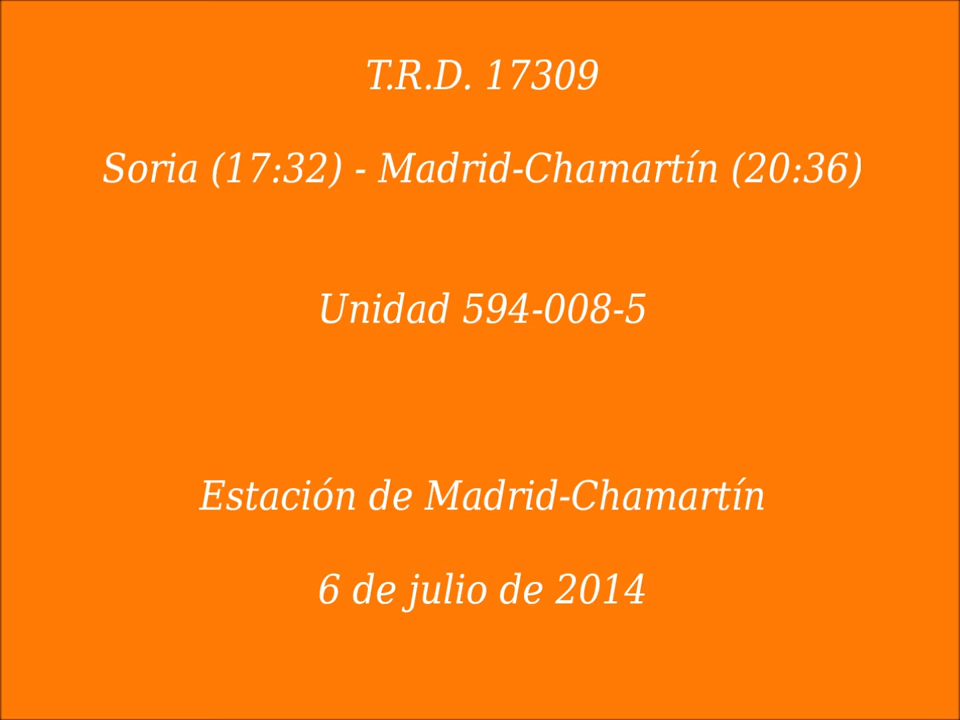 T.R.D. 17309
Soria (17:32) - Madrid-Chamartín (20:36)
Unidad 594-008-5
Estación de Madrid-Chamartín
6 de julio de 2014